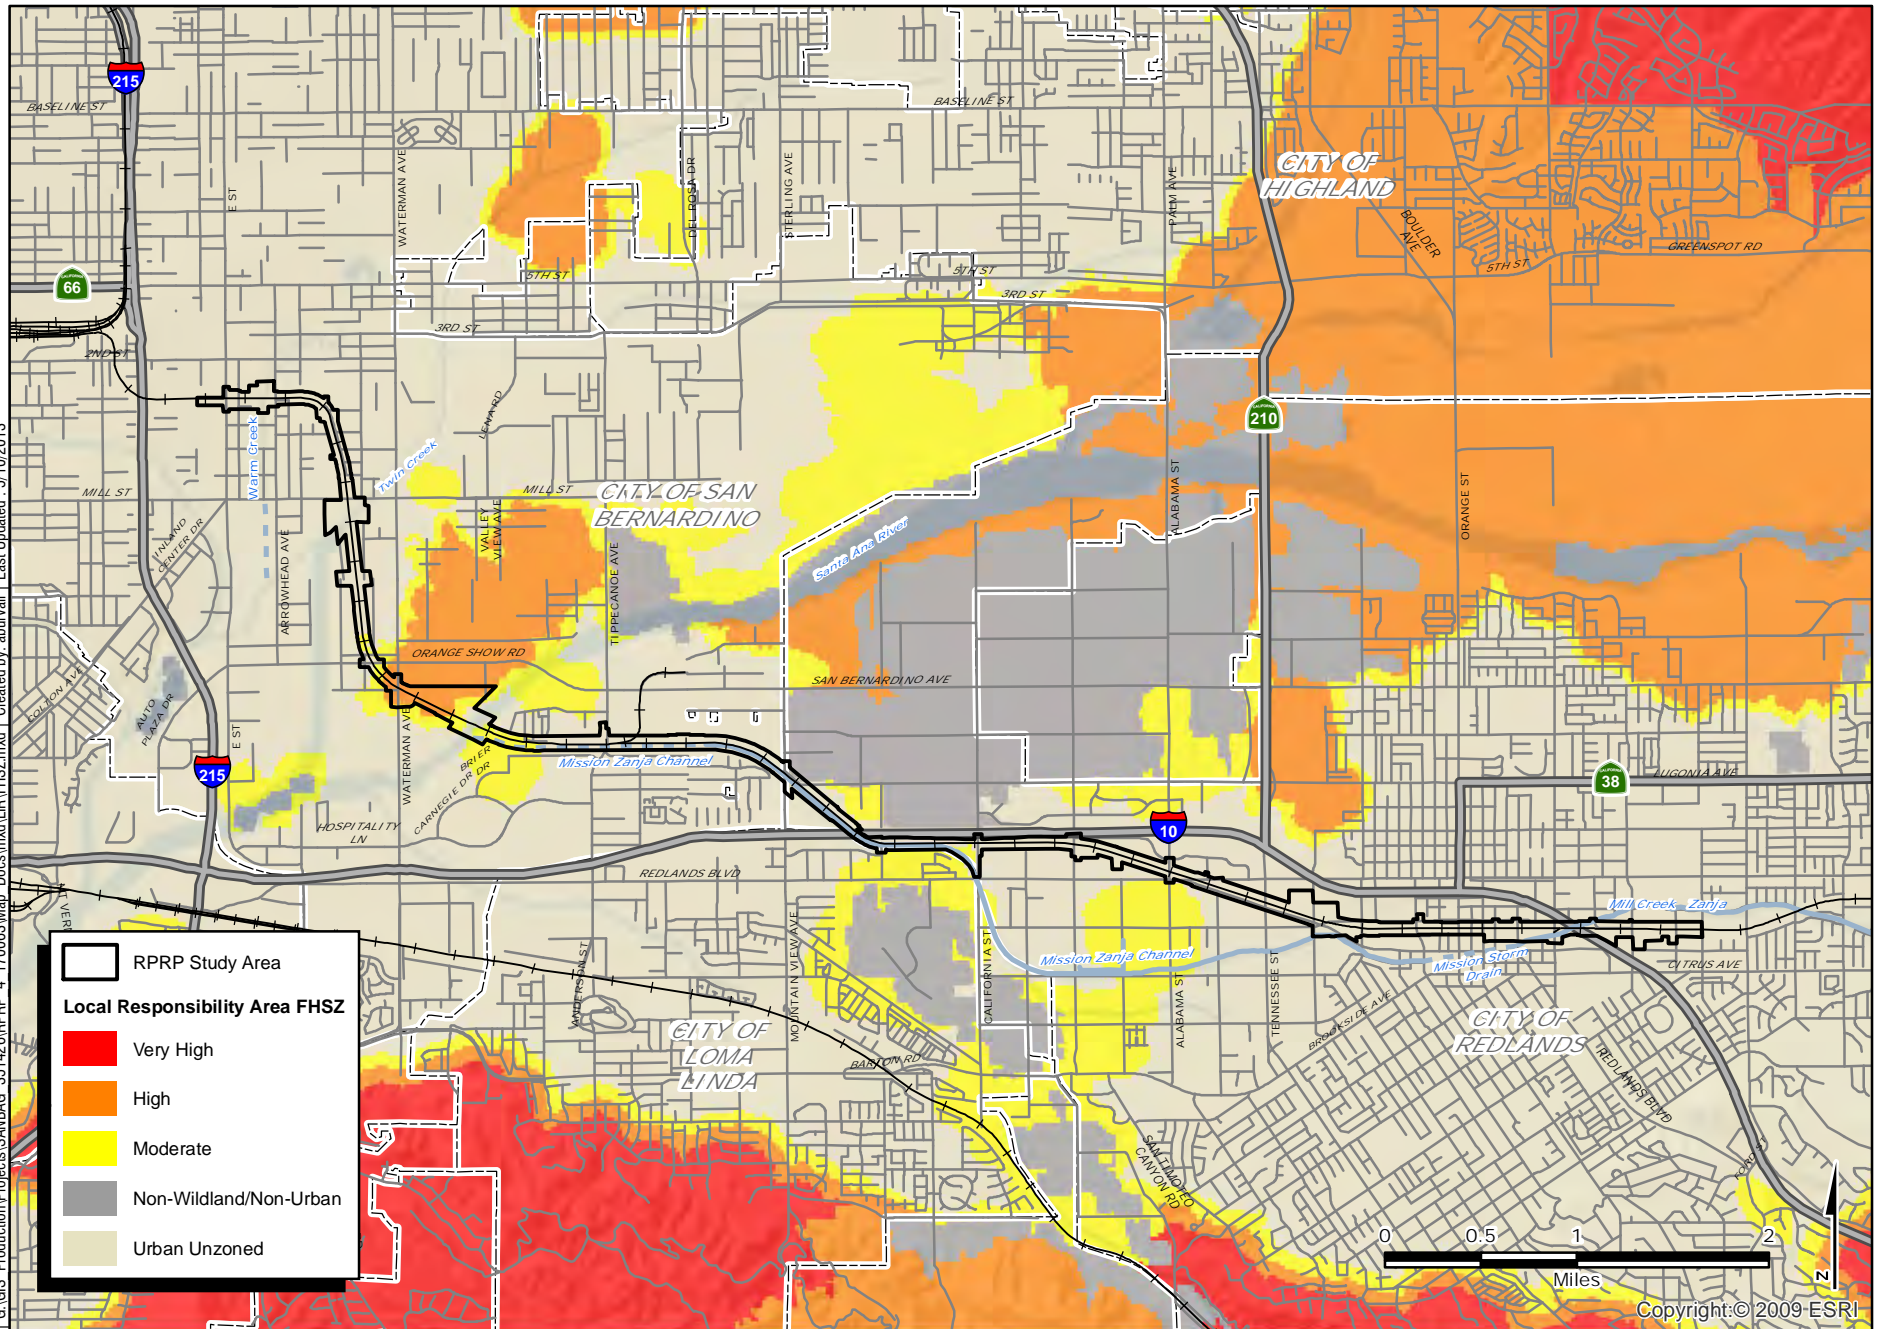 215
BASELINE ST
BASELINE ST
E ST
WATERMAN AVE
DEL ROSA DR
STERLING AVE
PALM AVE
CITY OF
HIGHLAND
BOULDER
AVE
GREENSPOT RD
5TH ST
5TH ST
5TH ST
66
3RD ST
3RD ST
2ND ST
LENA RD
210
Warm Creek
Twin Creek
MILL ST
MILL ST
CITY OF SAN
BERNARDINO
VALLEY
VIEW AVE
ALABAMA ST
ORANGE ST
INLAND
CENTER DR
ARROWHEAD AVE
TIPPECANOE AVE
Santa Ana River
ORANGE SHOW RD
SAN BERNARDINO AVE
COLTON AVE
AUTO
PLAZA DR
E ST
WATERMAN AVE
BRIER
DR
CARNEGIE DR
Mission Zanja Channel
215
HOSPITALITY
LN
10
38
LUGONIA AVE
REDLANDS BLVD
Mill Creek Zanja
MOUNTAIN VIEW AVE
ANDERSON ST
CALIFORNIA ST
Mission Zanja Channel
ALABAMA ST
TENNESSEE ST
Mission Storm
Drain
CITRUS AVE
BROOKSIDE AVE
CITY OF
REDLANDS
REDLANDS BLVD
CITY OF
LOMA
LINDA
BARTON RD
SAN TIMOTEO
CANYON RD
FORD ST
RPRP Study Area
Local Responsibility Area FHSZ
Very High
High
Moderate
Non-Wildland/Non-Urban
Urban Unzoned
0 0.5 1 2
Miles
N
Copyright:© 2009 ESRI